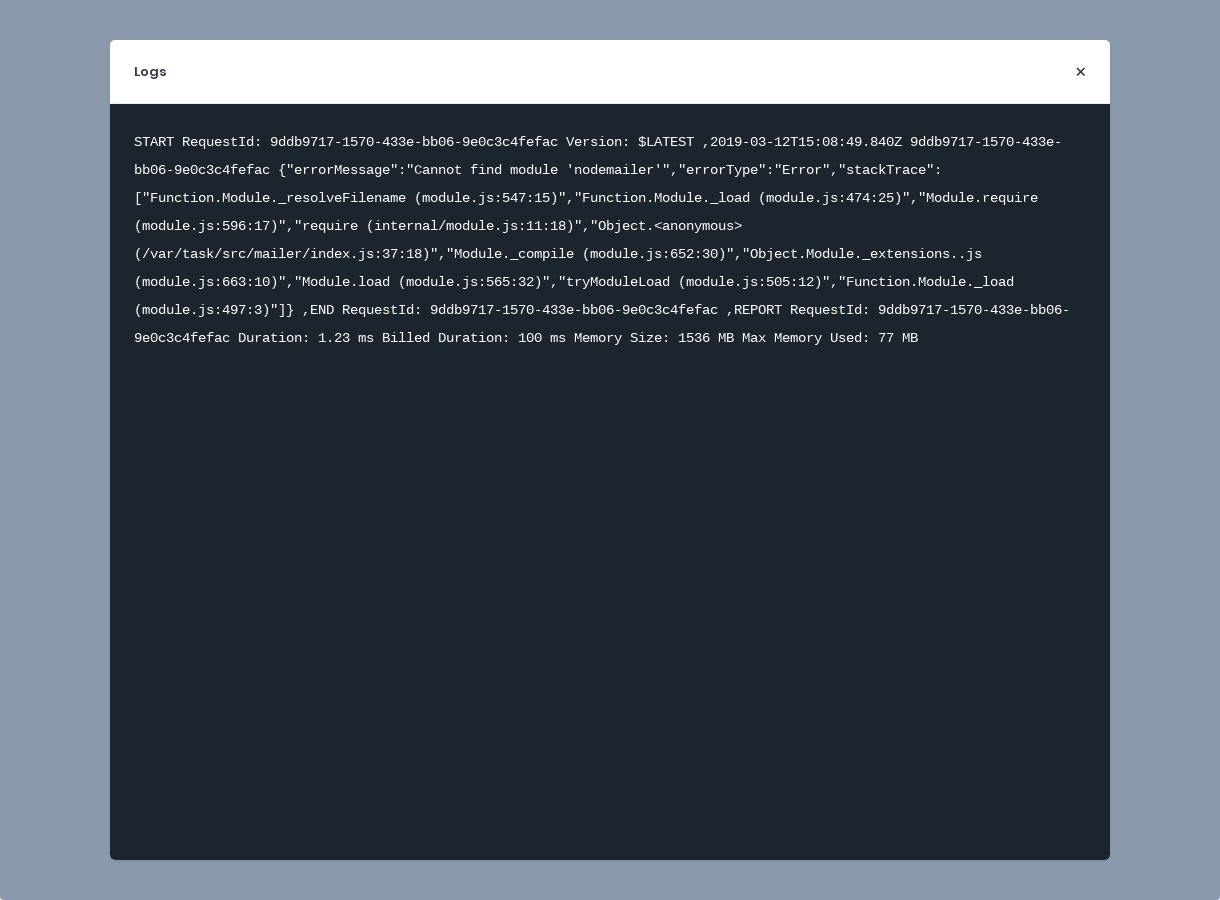 Logs
×
START RequestId: 9ddb9717-1570-433e-bb06-9e0c3c4fefac Version: $LATEST ,2019-03-12T15:08:49.840Z 9ddb9717-1570-433e-
bb06-9e0c3c4fefac {"errorMessage":"Cannot find module 'nodemailer'","errorType":"Error","stackTrace":
["Function.Module._resolveFilename (module.js:547:15)","Function.Module._load (module.js:474:25)","Module.require
(module.js:596:17)","require (internal/module.js:11:18)","Object.<anonymous>
(/var/task/src/mailer/index.js:37:18)","Module._compile (module.js:652:30)","Object.Module._extensions..js
(module.js:663:10)","Module.load (module.js:565:32)","tryModuleLoad (module.js:505:12)","Function.Module._load
(module.js:497:3)"]} ,END RequestId: 9ddb9717-1570-433e-bb06-9e0c3c4fefac ,REPORT RequestId: 9ddb9717-1570-433e-bb06-
9e0c3c4fefac Duration: 1.23 ms Billed Duration: 100 ms Memory Size: 1536 MB Max Memory Used: 77 MB